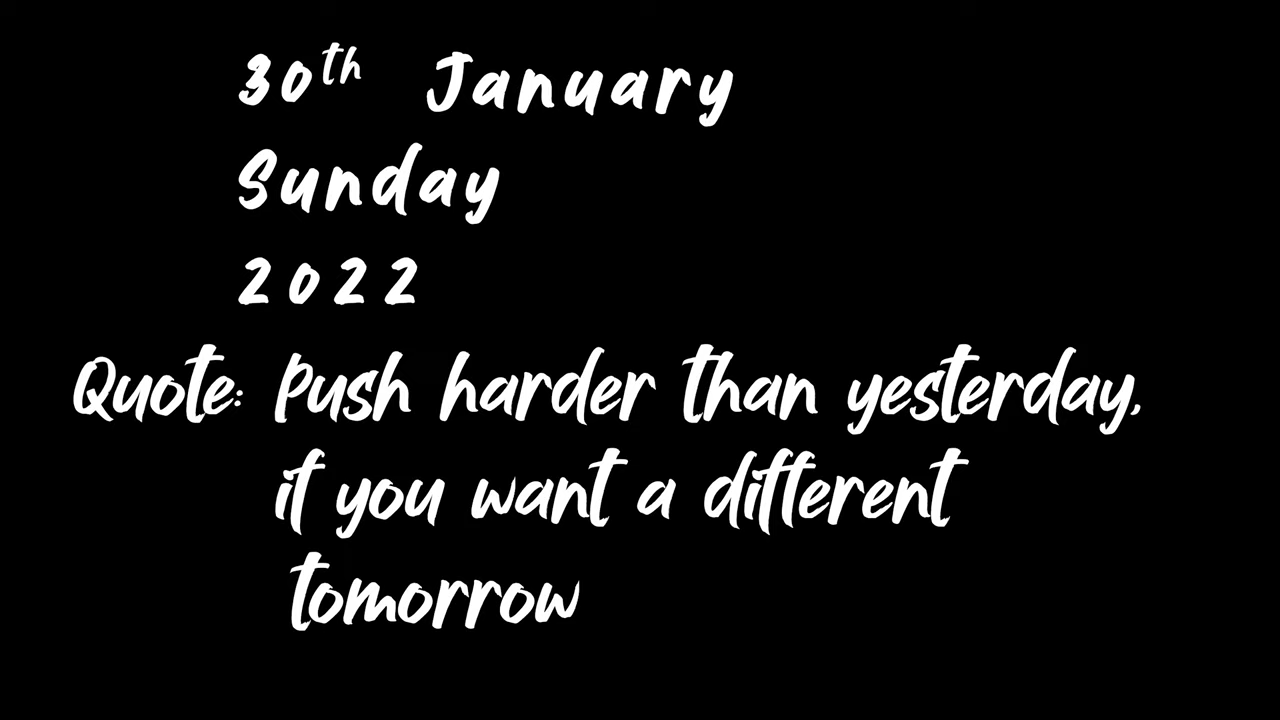 30th January
Sunday
2022
Quote: Push harder than yesterday,
if you want a different
tomorrow